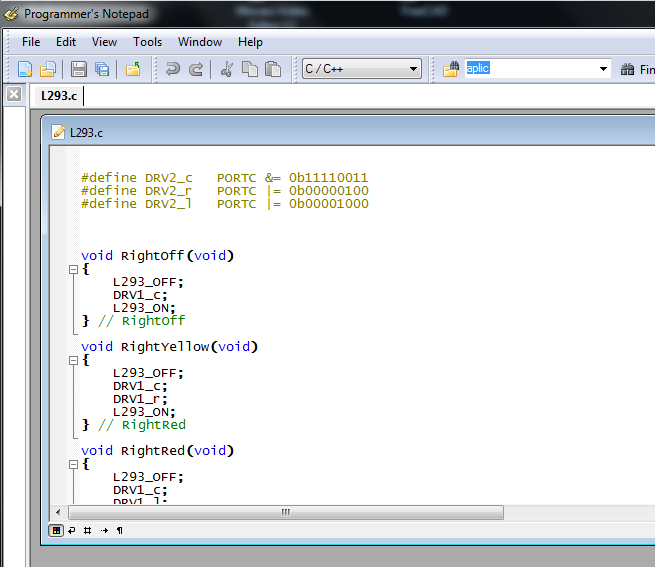 Programmer's Notepad
File Edit View Tools Window Help
C / C++
aplic
Fin
L293.c
L293.c
#define DRV2_c   PORTC &= 0b11110011
#define DRV2_r   PORTC |= 0b00000100
#define DRV2_l   PORTC |= 0b00001000
void RightOff(void)
{
    L293_OFF;
    DRV1_c;
    L293_ON;
} // RightOff
void RightYellow(void)
{
    L293_OFF;
    DRV1_c;
    DRV1_r;
    L293_ON;
} // RightRed
void RightRed(void)
{
    L293_OFF;
    DRV1_c;
    DRV1_l;